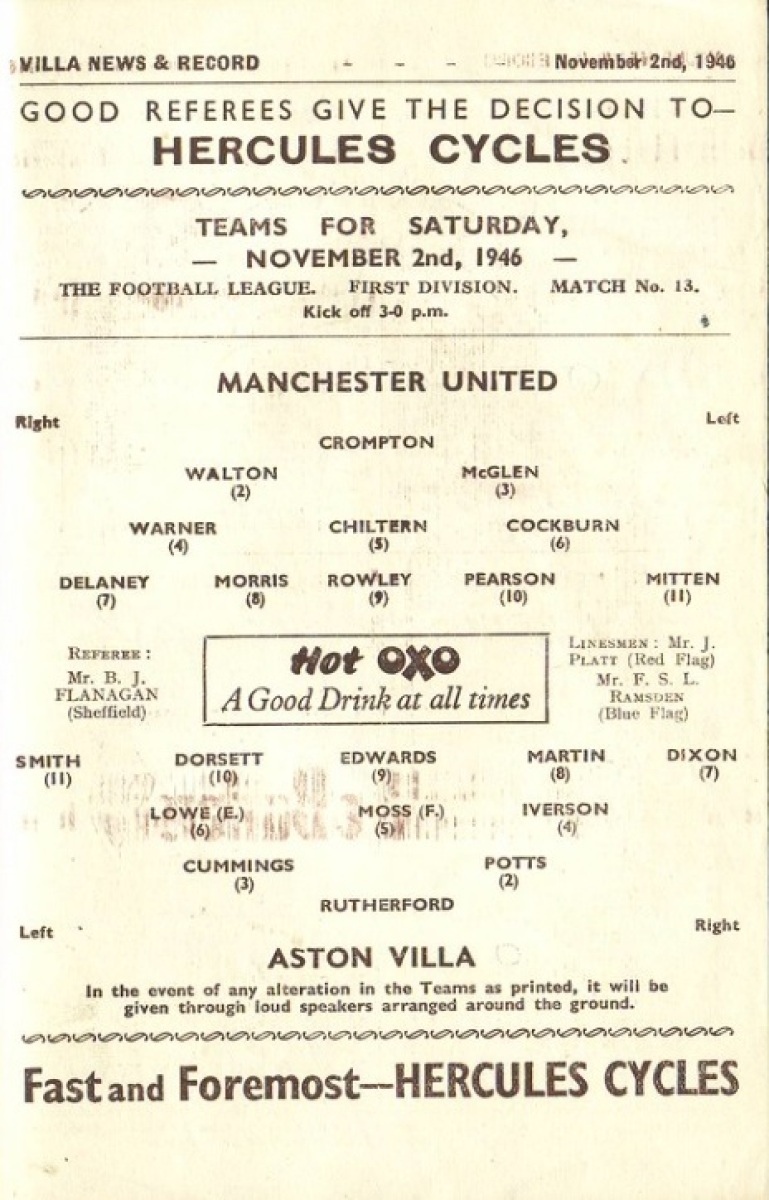 VILLA NEWS & RECORD - - - November 2nd, 1946
GOOD REFEREES GIVE THE DECISION TO—
HERCULES CYCLES
TEAMS FOR SATURDAY,
— NOVEMBER 2nd, 1946 —
THE FOOTBALL LEAGUE. FIRST DIVISION. MATCH No. 13.
Kick off 3-0 p.m.
MANCHESTER UNITED
Right Left
CROMPTON
WALTON McGLEN
(2) (3)
WARNER CHILTERN COCKBURN
(4) (5) (6)
DELANEY MORRIS ROWLEY PEARSON MITTEN
(7) (8) (9) (10) (11)
REFEREE :
Mr. B. J.
FLANAGAN
(Sheffield)
Hot OXO
A Good Drink at all times
LINESMEN : Mr. J.
PLATT (Red Flag)
Mr. F. S. L.
RAMSDEN
(Blue Flag)
SMITH DORSETT EDWARDS MARTIN DIXON
(11) (10) (9) (8) (7)
LOWE (E.) MOSS (F.) IVERSON
(6) (5) (4)
CUMMINGS POTTS
(3) (2)
RUTHERFORD
Left Right
ASTON VILLA
In the event of any alteration in the Teams as printed, it will be
given through loud speakers arranged around the ground.
Fast and Foremost—HERCULES CYCLES